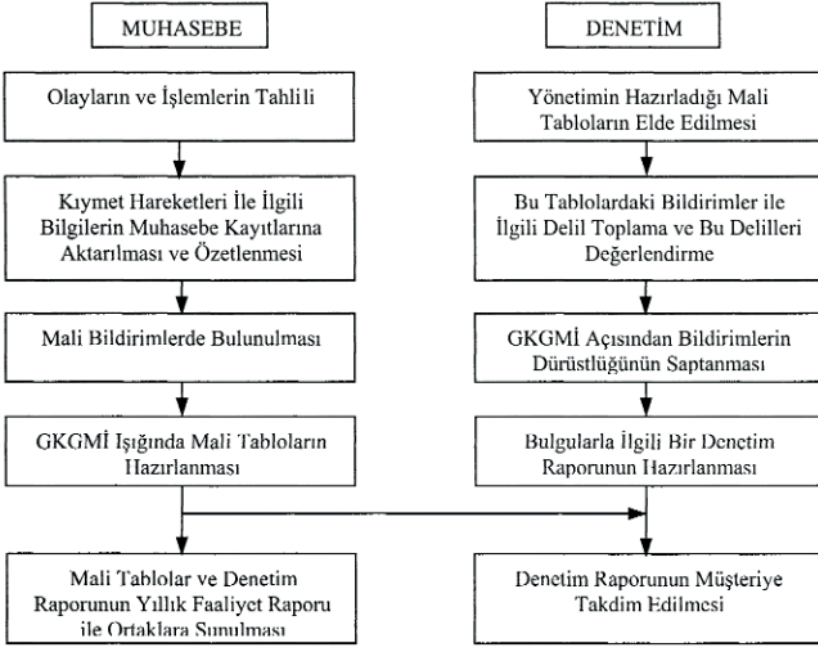 MUHASEBE
Olayların ve İşlemlerin Tahlili
Kıymet Hareketleri İle İlgili
Bilgilerin Muhasebe Kayıtlarına
Aktarılması ve Özetlenmesi
Mali Bildirimlerde Bulunulması
GKGMİ Işığında Mali Tabloların
Hazırlanması
Mali Tablolar ve Denetim
Raporunun Yıllık Faaliyet Raporu
ile Ortaklara Sunulması
DENETİM
Yönetimin Hazırladığı Mali
Tabloların Elde Edilmesi
Bu Tablolardaki Bildirimler ile
İlgili Delil Toplama ve Bu Delilleri
Değerlendirme
GKGMİ Açısından Bildirimlerin
Dürüstlüğünün Saptanması
Bulgularla İlgili Bir Denetim
Raporunun Hazırlanması
Denetim Raporunun Müşteriye
Takdim Edilmesi